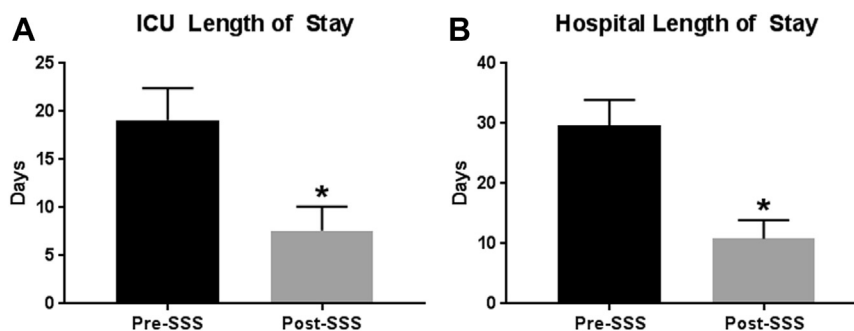 A
ICU Length of Stay
Days
25
20
15
10
5
0
*
Pre-SSS
Post-SSS
B
Hospital Length of Stay
Days
40
30
20
10
0
*
Pre-SSS
Post-SSS